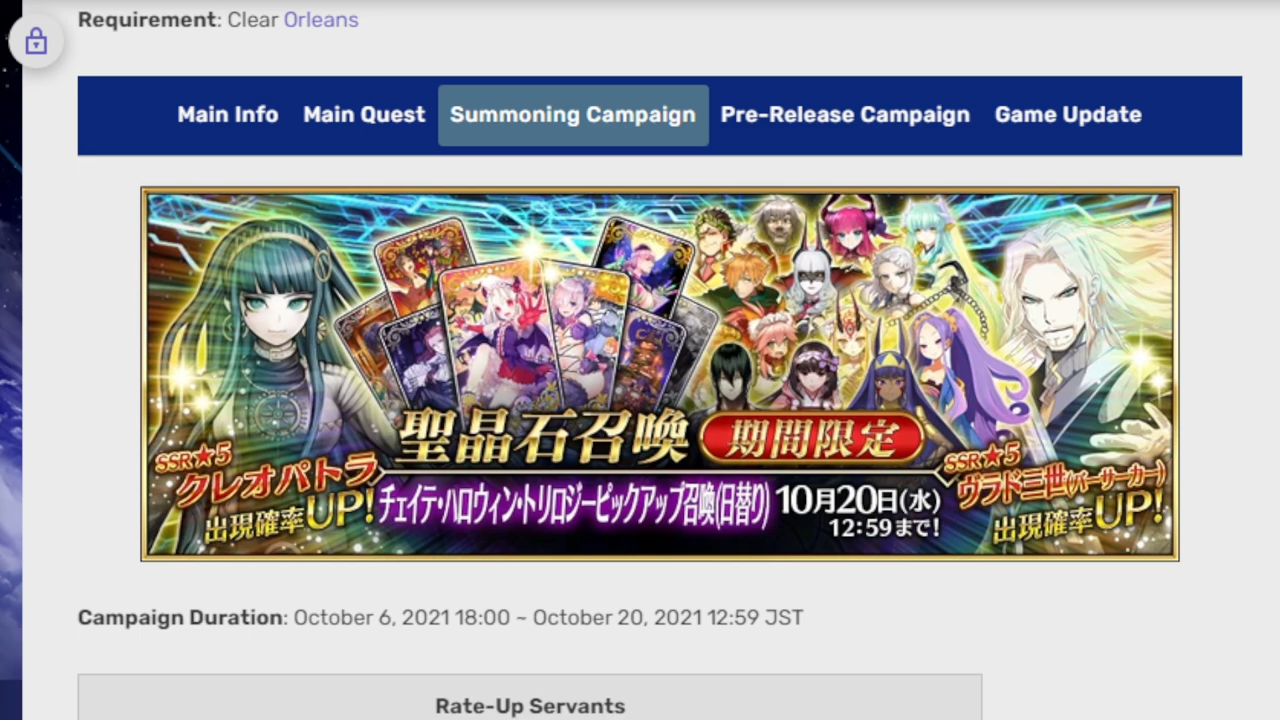 Requirement: Clear Orleans
Main Info Main Quest Summoning Campaign Pre-Release Campaign Game Update
聖晶石召喚 期間限定
SSR★5
クレオパトラ
出現確率UP!
チェイテ・ハロウィン・トリロジーピックアップ召喚(日替り)
10月20日(水)
12:59まで!
SSR★5
ヴラド三世(バーサーカー)
出現確率UP!
Campaign Duration: October 6, 2021 18:00 ~ October 20, 2021 12:59 JST
Rate-Up Servants